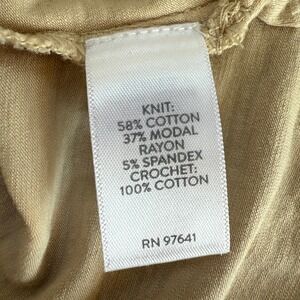 KNIT:
58% COTTON
37% MODAL
RAYON
5% SPANDEX
CROCHET:
100% COTTON
RN 97641